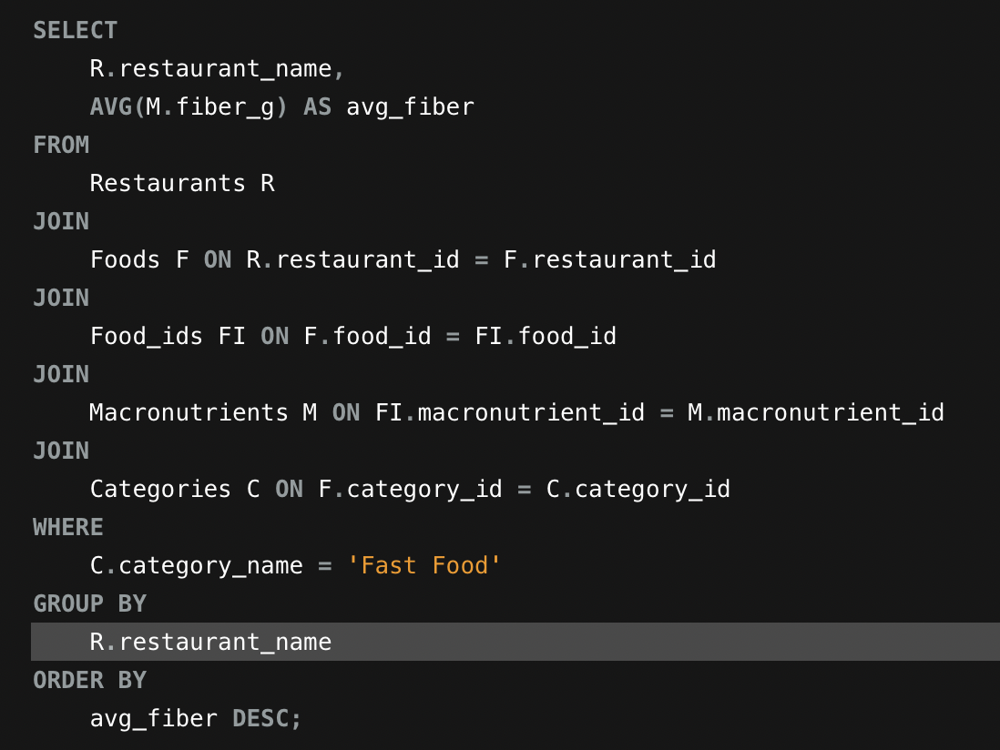 SELECT
    R.restaurant_name,
    AVG(M.fiber_g) AS avg_fiber
FROM
    Restaurants R
JOIN
    Foods F ON R.restaurant_id = F.restaurant_id
JOIN
    Food_ids FI ON F.food_id = FI.food_id
JOIN
    Macronutrients M ON FI.macronutrient_id = M.macronutrient_id
JOIN
    Categories C ON F.category_id = C.category_id
WHERE
    C.category_name = 'Fast Food'
GROUP BY
    R.restaurant_name
ORDER BY
    avg_fiber DESC;